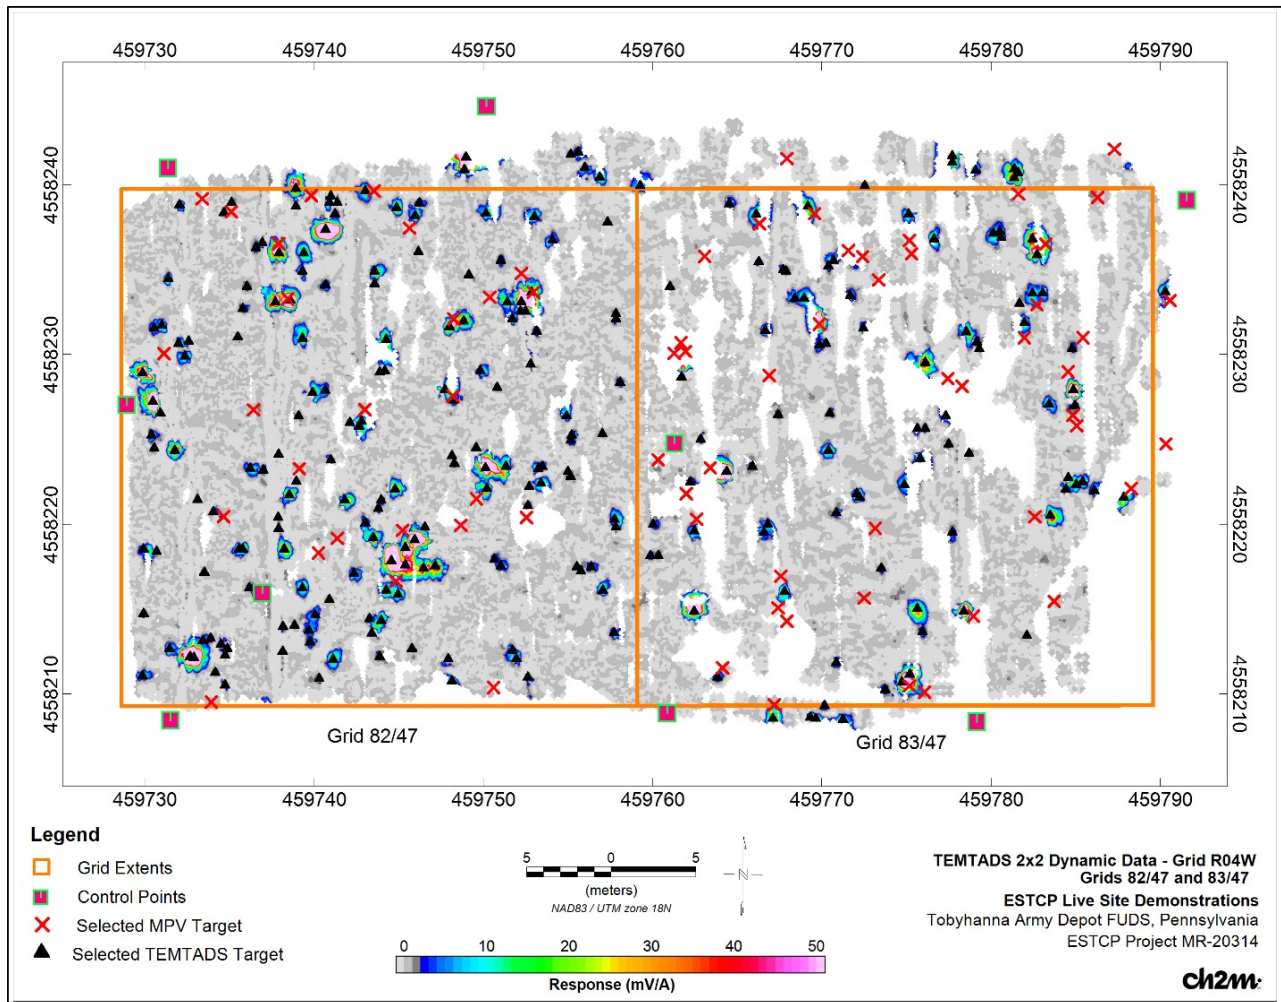 459730 459740 459750 459760 459770 459780 459790
4558240 4558240
4558230 4558230
4558220 4558220
4558210 4558210
Grid 82/47 Grid 83/47
459730 459740 459750 459760 459770 459780 459790
Legend
Grid Extents
Control Points
Selected MPV Target
Selected TEMTADS Target
5 0 5
(meters)
NAD83 / UTM zone 18N
N
0 10 20 30 40 50
Response (mV/A)
TEMTADS 2x2 Dynamic Data - Grid R04W
Grids 82/47 and 83/47
ESTCP Live Site Demonstrations
Tobyhanna Army Depot FUDS, Pennsylvania
ESTCP Project MR-20314
ch2m: